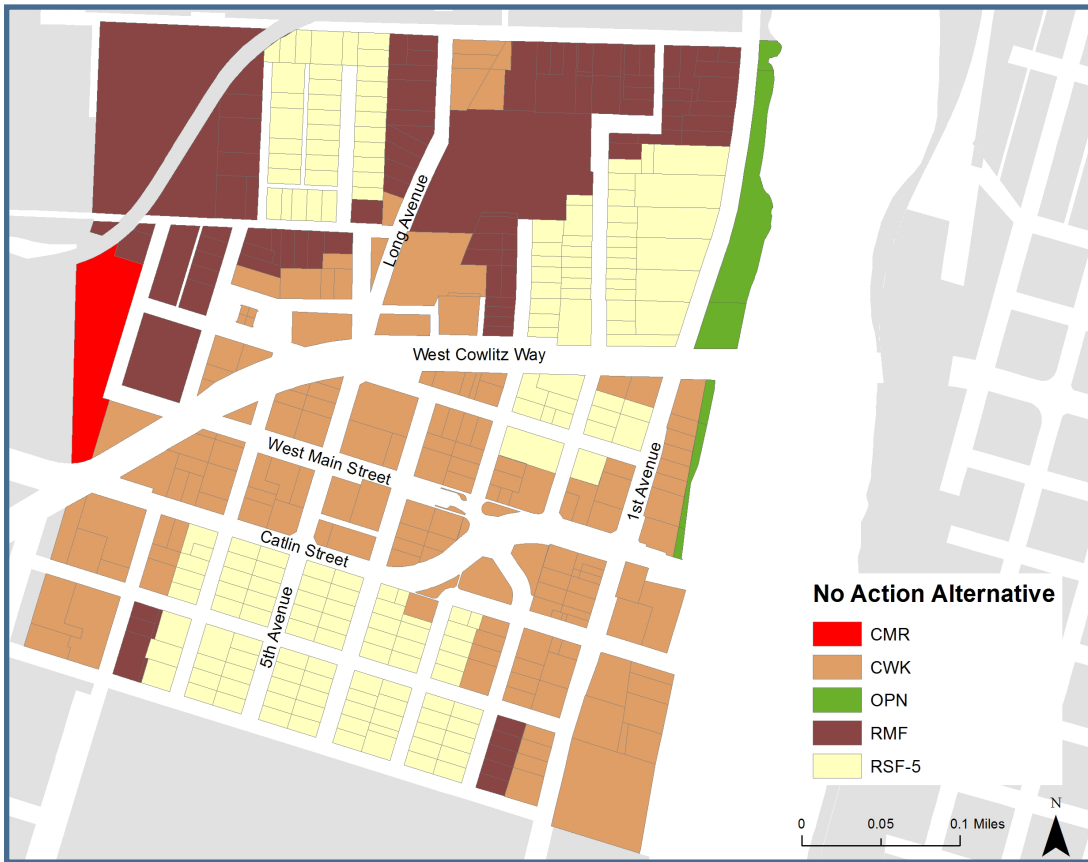 Long Avenue
West Cowlitz Way
West Main Street
1st Avenue
Catlin Street
5th Avenue
No Action Alternative
CMR
CWK
OPN
RMF
RSF-5
N
0 0.05 0.1 Miles